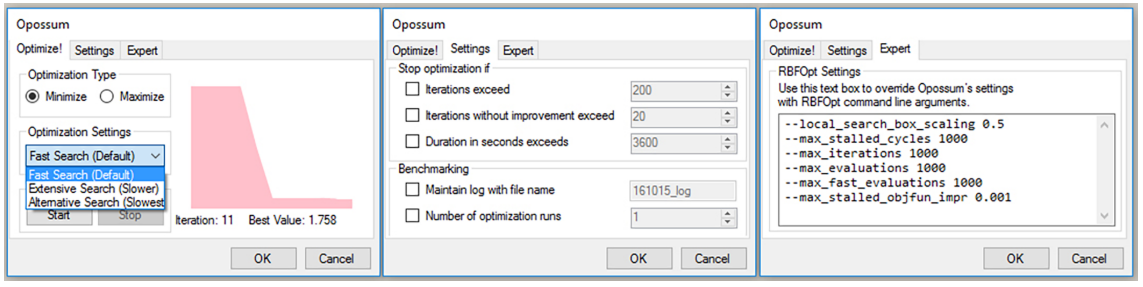 Opossum
Optimize! Settings Expert
Optimization Type
Minimize Maximize
Optimization Settings
Fast Search (Default)
Fast Search (Default)
Extensive Search (Slower)
Alternative Search (Slowest
Start Stop
Iteration: 11 Best Value: 1.758
OK Cancel
Opossum
Optimize! Settings Expert
Stop optimization if
Iterations exceed 200
Iterations without improvement exceed 20
Duration in seconds exceeds 3600
Benchmarking
Maintain log with file name 161015_log
Number of optimization runs 1
OK Cancel
Opossum
Optimize! Settings Expert
RBFOpt Settings
Use this text box to override Opossum's settings
with RBFOpt command line arguments.
--local_search_box_scaling 0.5
--max_stalled_cycles 1000
--max_iterations 1000
--max_evaluations 1000
--max_fast_evaluations 1000
--max_stalled_objfun_impr 0.001
OK Cancel